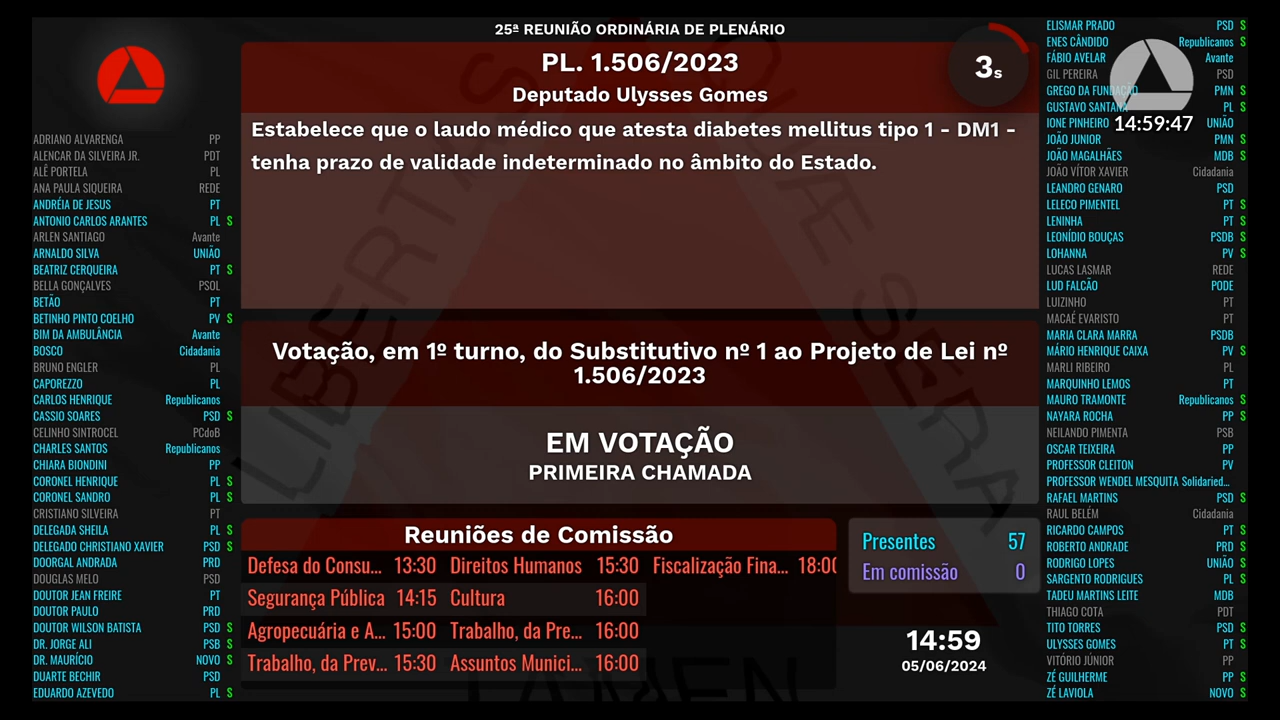 25ª REUNIÃO ORDINÁRIA DE PLENÁRIO
PL. 1.506/2023
Deputado Ulysses Gomes
3s
Estabelece que o laudo médico que atesta diabetes mellitus tipo 1 - DM1 -
tenha prazo de validade indeterminado no âmbito do Estado.
Votação, em 1º turno, do Substitutivo nº 1 ao Projeto de Lei nº
1.506/2023
EM VOTAÇÃO
PRIMEIRA CHAMADA
Reuniões de Comissão
Defesa do Consu... 13:30 Direitos Humanos 15:30 Fiscalização Fina... 18:00
Segurança Pública 14:15 Cultura 16:00
Agropecuária e A... 15:00 Trabalho, da Pre... 16:00
Trabalho, da Prev... 15:30 Assuntos Munici... 16:00
Presentes 57
Em comissão 0
14:59
05/06/2024
ADRIANO ALVARENGA PP
ALENCAR DA SILVEIRA JR. PDT
ALÊ PORTELA PL
ANA PAULA SIQUEIRA REDE
ANDRÉIA DE JESUS PT
ANTONIO CARLOS ARANTES PL S
ARLEN SANTIAGO Avante
ARNALDO SILVA UNIÃO
BEATRIZ CERQUEIRA PT S
BELLA GONÇALVES PSOL
BETÃO PT
BETINHO PINTO COELHO PV S
BIM DA AMBULÂNCIA Avante
BOSCO Cidadania
BRUNO ENGLER PL
CAPOREZZO PL
CARLOS HENRIQUE Republicanos
CASSIO SOARES PSD S
CELINHO SINTROCEL PCdoB
CHARLES SANTOS Republicanos
CHIARA BIONDINI PP
CORONEL HENRIQUE PL S
CORONEL SANDRO PL S
CRISTIANO SILVEIRA PT
DELEGADA SHEILA PL S
DELEGADO CHRISTIANO XAVIER PSD S
DOORGAL ANDRADA PRD
DOUGLAS MELO PSD
DOUTOR JEAN FREIRE PT
DOUTOR PAULO PRD
DOUTOR WILSON BATISTA PSD S
DR. JORGE ALI PSB S
DR. MAURÍCIO NOVO S
DUARTE BECHIR PSD
EDUARDO AZEVEDO PL S
ELISMAR PRADO PSD S
ENES CÂNDIDO Republicanos S
FÁBIO AVELAR Avante
GIL PEREIRA PSD
GREGO DA FUNDAÇÃO PMN S
GUSTAVO SANTANA PL S
IONE PINHEIRO UNIÃO
14:59:47
JOÃO JUNIOR PMN S
JOÃO MAGALHÃES MDB S
JOÃO VÍTOR XAVIER Cidadania
LEANDRO GENARO PSD
LELECO PIMENTEL PT S
LENINHA PT S
LEONÍDIO BOUÇAS PSDB S
LOHANNA PV S
LUCAS LASMAR REDE
LUD FALCÃO PODE
LUIZINHO PT
MACAÉ EVARISTO PT
MARIA CLARA MARRA PSDB
MÁRIO HENRIQUE CAIXA PV S
MARLI RIBEIRO PL
MARQUINHO LEMOS PT
MAURO TRAMONTE Republicanos S
NAYARA ROCHA PP S
NEILANDO PIMENTA PSB
OSCAR TEIXEIRA PP
PROFESSOR CLEITON PV
PROFESSOR WENDEL MESQUITA Solidaried...
RAFAEL MARTINS PSD S
RAUL BELÉM Cidadania
RICARDO CAMPOS PT S
ROBERTO ANDRADE PRD S
RODRIGO LOPES UNIÃO S
SARGENTO RODRIGUES PL S
TADEU MARTINS LEITE MDB
THIAGO COTA PDT
TITO TORRES PSD S
ULYSSES GOMES PT S
VITÓRIO JÚNIOR PP
ZÉ GUILHERME PP S
ZÉ LAVIOLA NOVO S
LIBERTAS QUÆ SERA
TAMEN